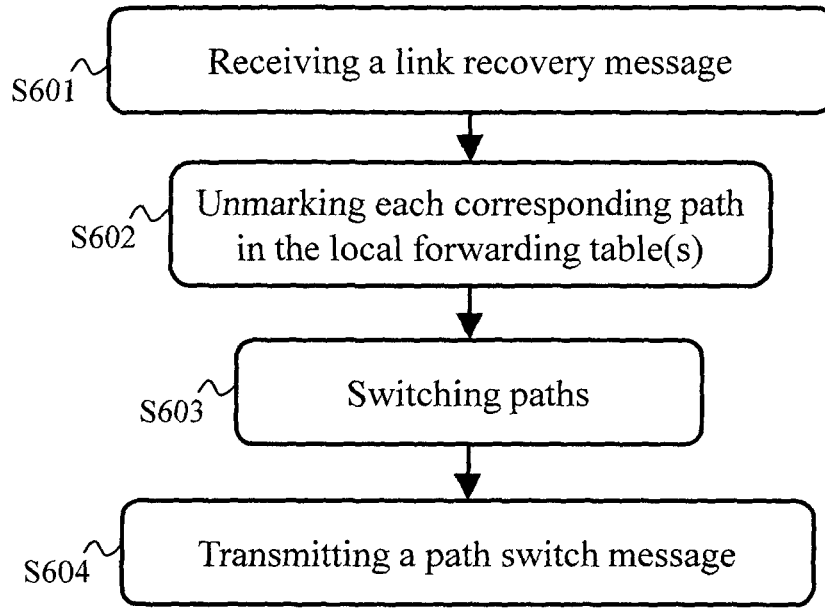 Receiving a link recovery message
S601
Unmarking each corresponding path
in the local forwarding table(s)
S602
Switching paths
S603
Transmitting a path switch message
S604